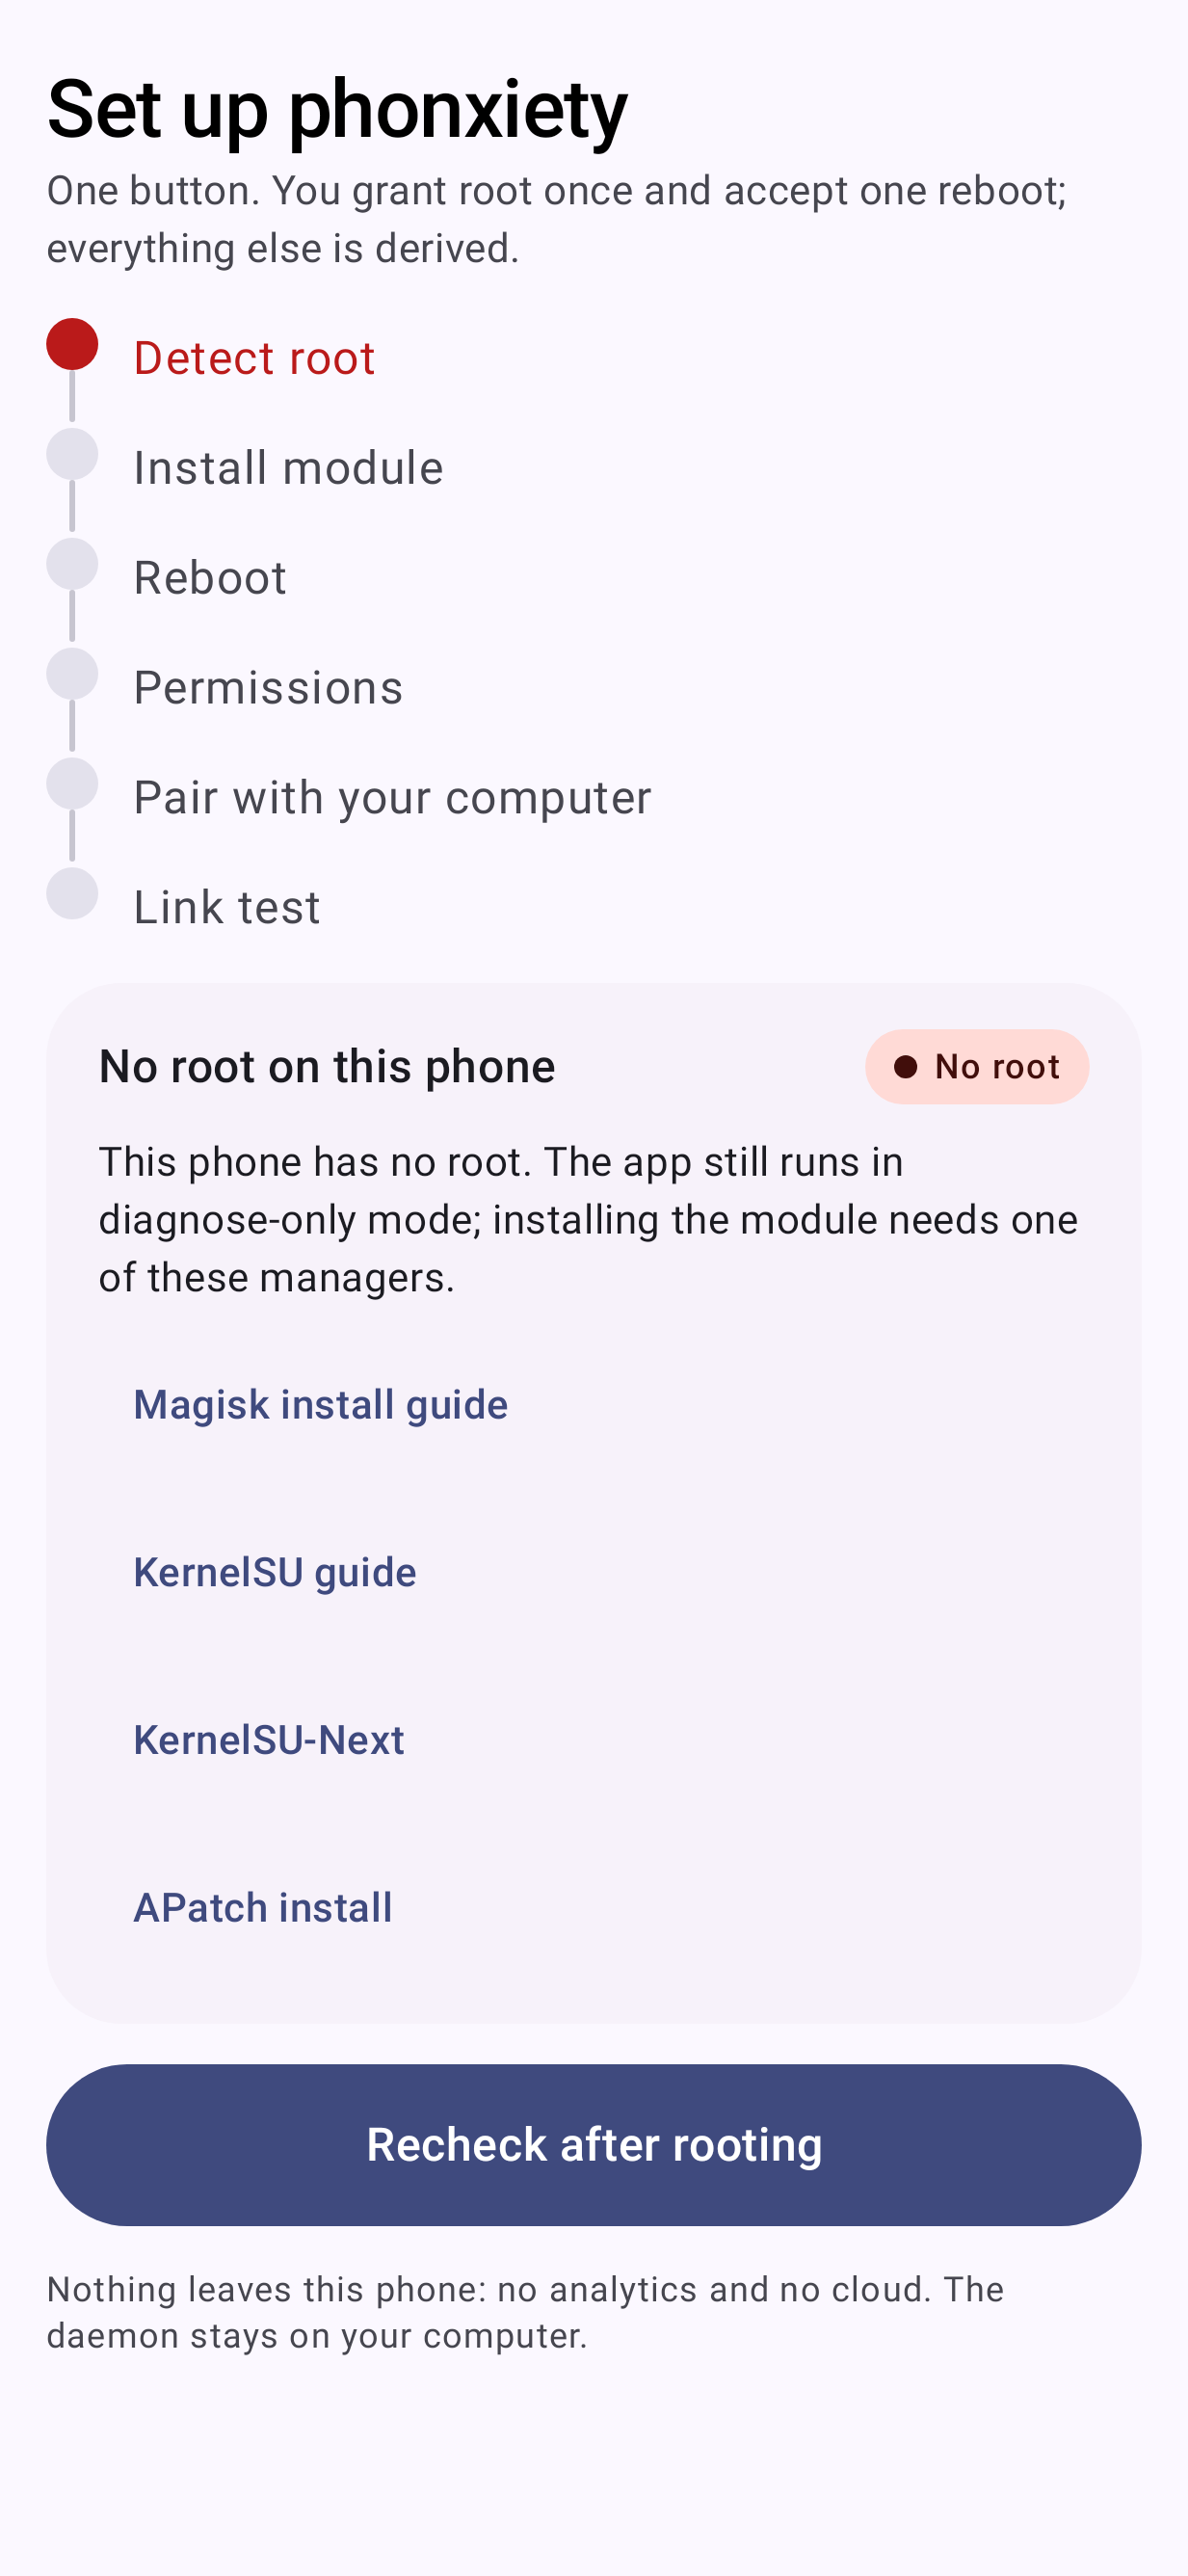 Set up phonxiety
One button. You grant root once and accept one reboot;
everything else is derived.
Detect root
Install module
Reboot
Permissions
Pair with your computer
Link test
No root on this phone
No root
This phone has no root. The app still runs in
diagnose-only mode; installing the module needs one
of these managers.
Magisk install guide
KernelSU guide
KernelSU-Next
APatch install
Recheck after rooting
Nothing leaves this phone: no analytics and no cloud. The
daemon stays on your computer.